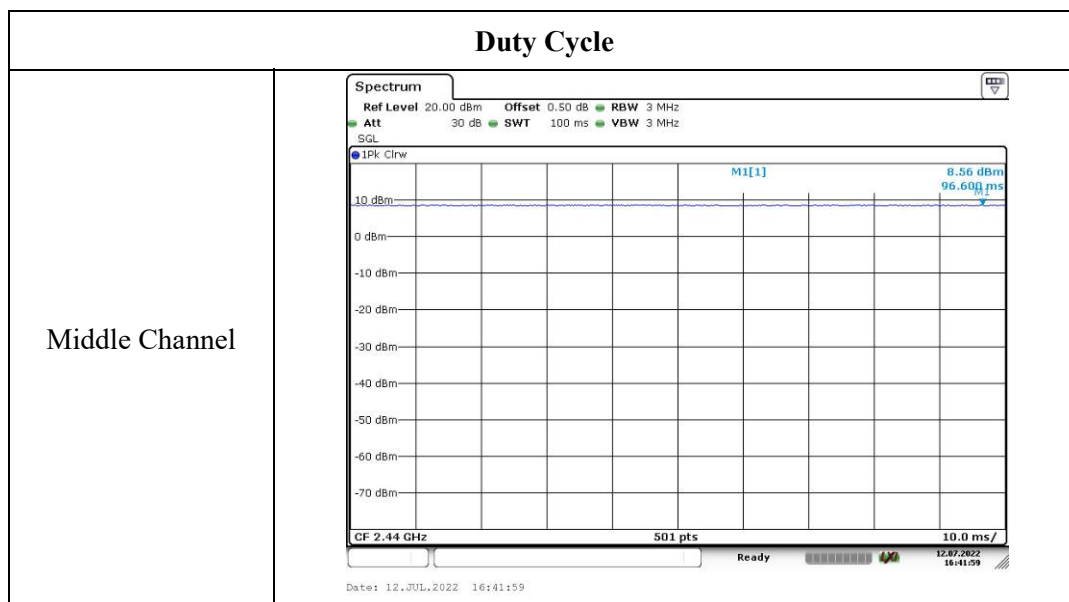 Duty Cycle
Middle Channel
Spectrum
Ref Level 20.00 dBm Offset 0.50 dB RBW 3 MHz
Att 30 dB SWT 100 ms VBW 3 MHz
SGL
1Pk Clrw
M1[1] 8.56 dBm
96.600 ms
M1
10 dBm
0 dBm
-10 dBm
-20 dBm
-30 dBm
-40 dBm
-50 dBm
-60 dBm
-70 dBm
CF 2.44 GHz 501 pts 10.0 ms/
Ready 12.07.2022
16:41:59
Date: 12.JUL.2022 16:41:59